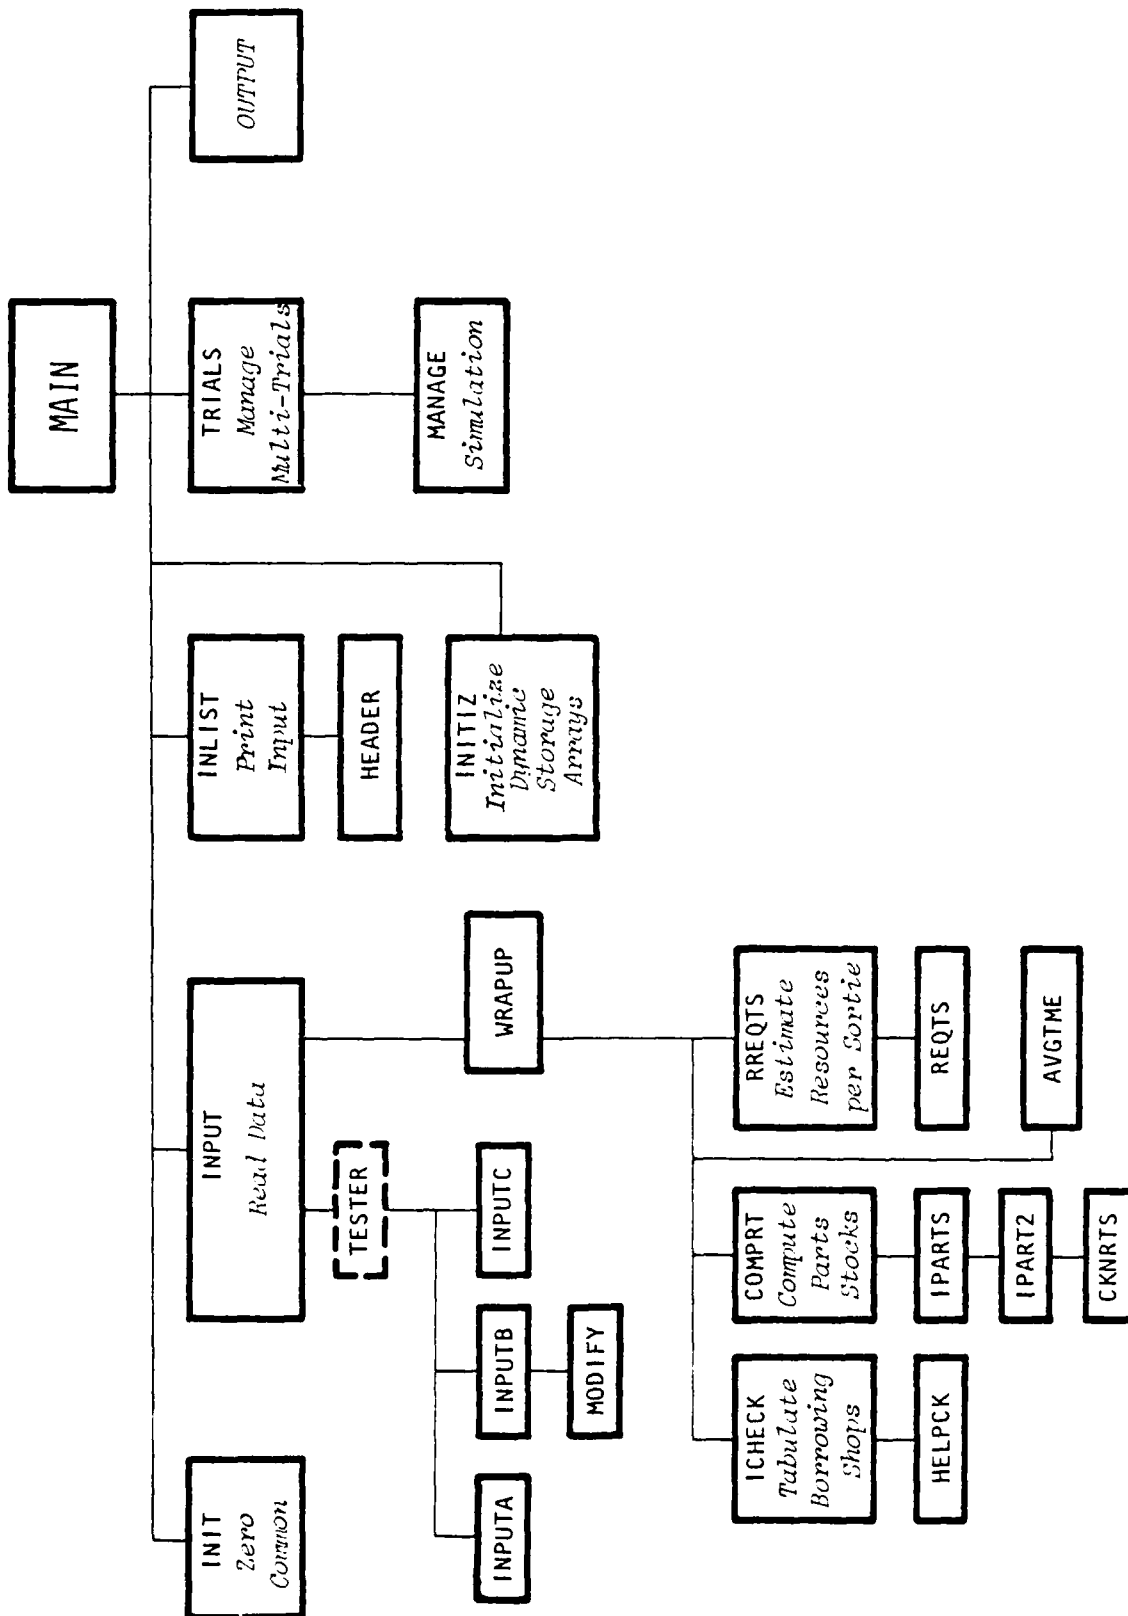 MAIN
INIT
Zero
Common
INPUT
Read Data
INLIST
Print
Input
TRIALS
Manage
Multi-Trials
OUTPUT
HEADER
MANAGE
Simulation
INITIZ
Initialize
Dynamic
Storage
Arrays
TESTER
WRAPUP
INPUTA
INPUTB
INPUTC
MODIFY
ICHECK
Tabulate
Borrowing
Shops
COMPRT
Compute
Parts
Stocks
RREQTS
Estimate
Resources
per Sortie
HELPCK
IPARTS
REQTS
IPART2
AVGTME
CKNRTS